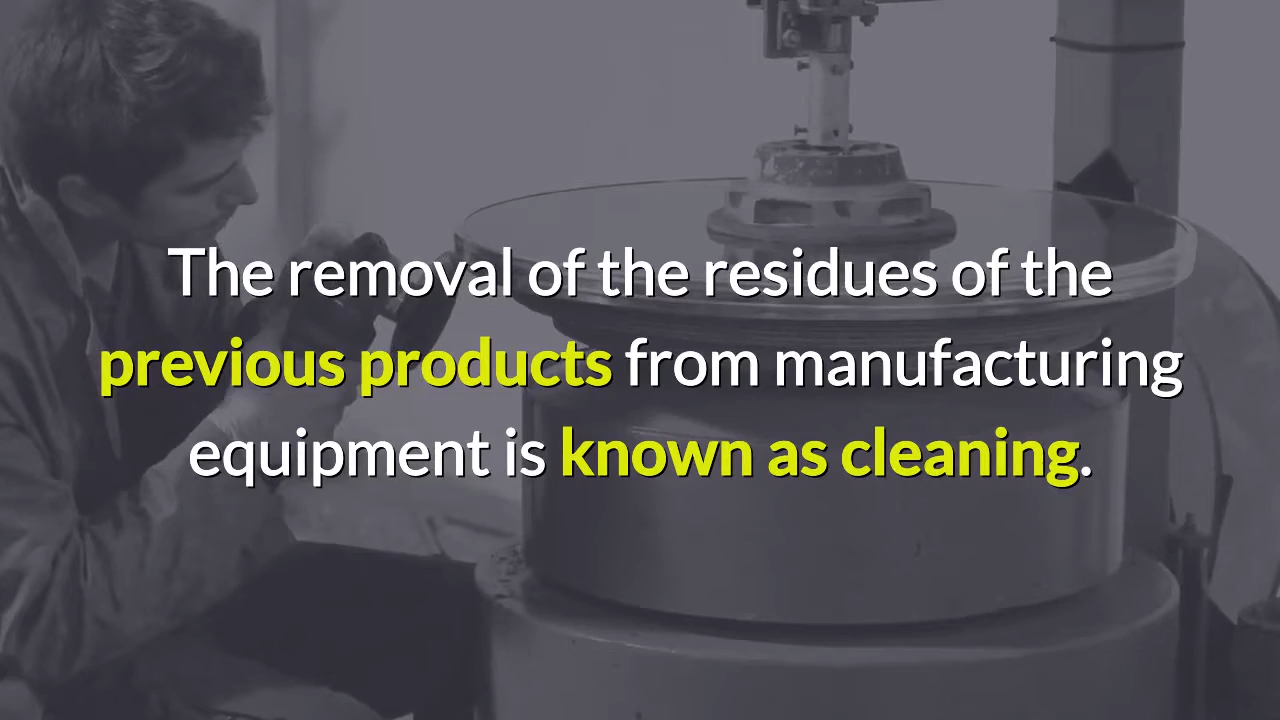 The removal of the residues of the
previous products from manufacturing
equipment is known as cleaning.